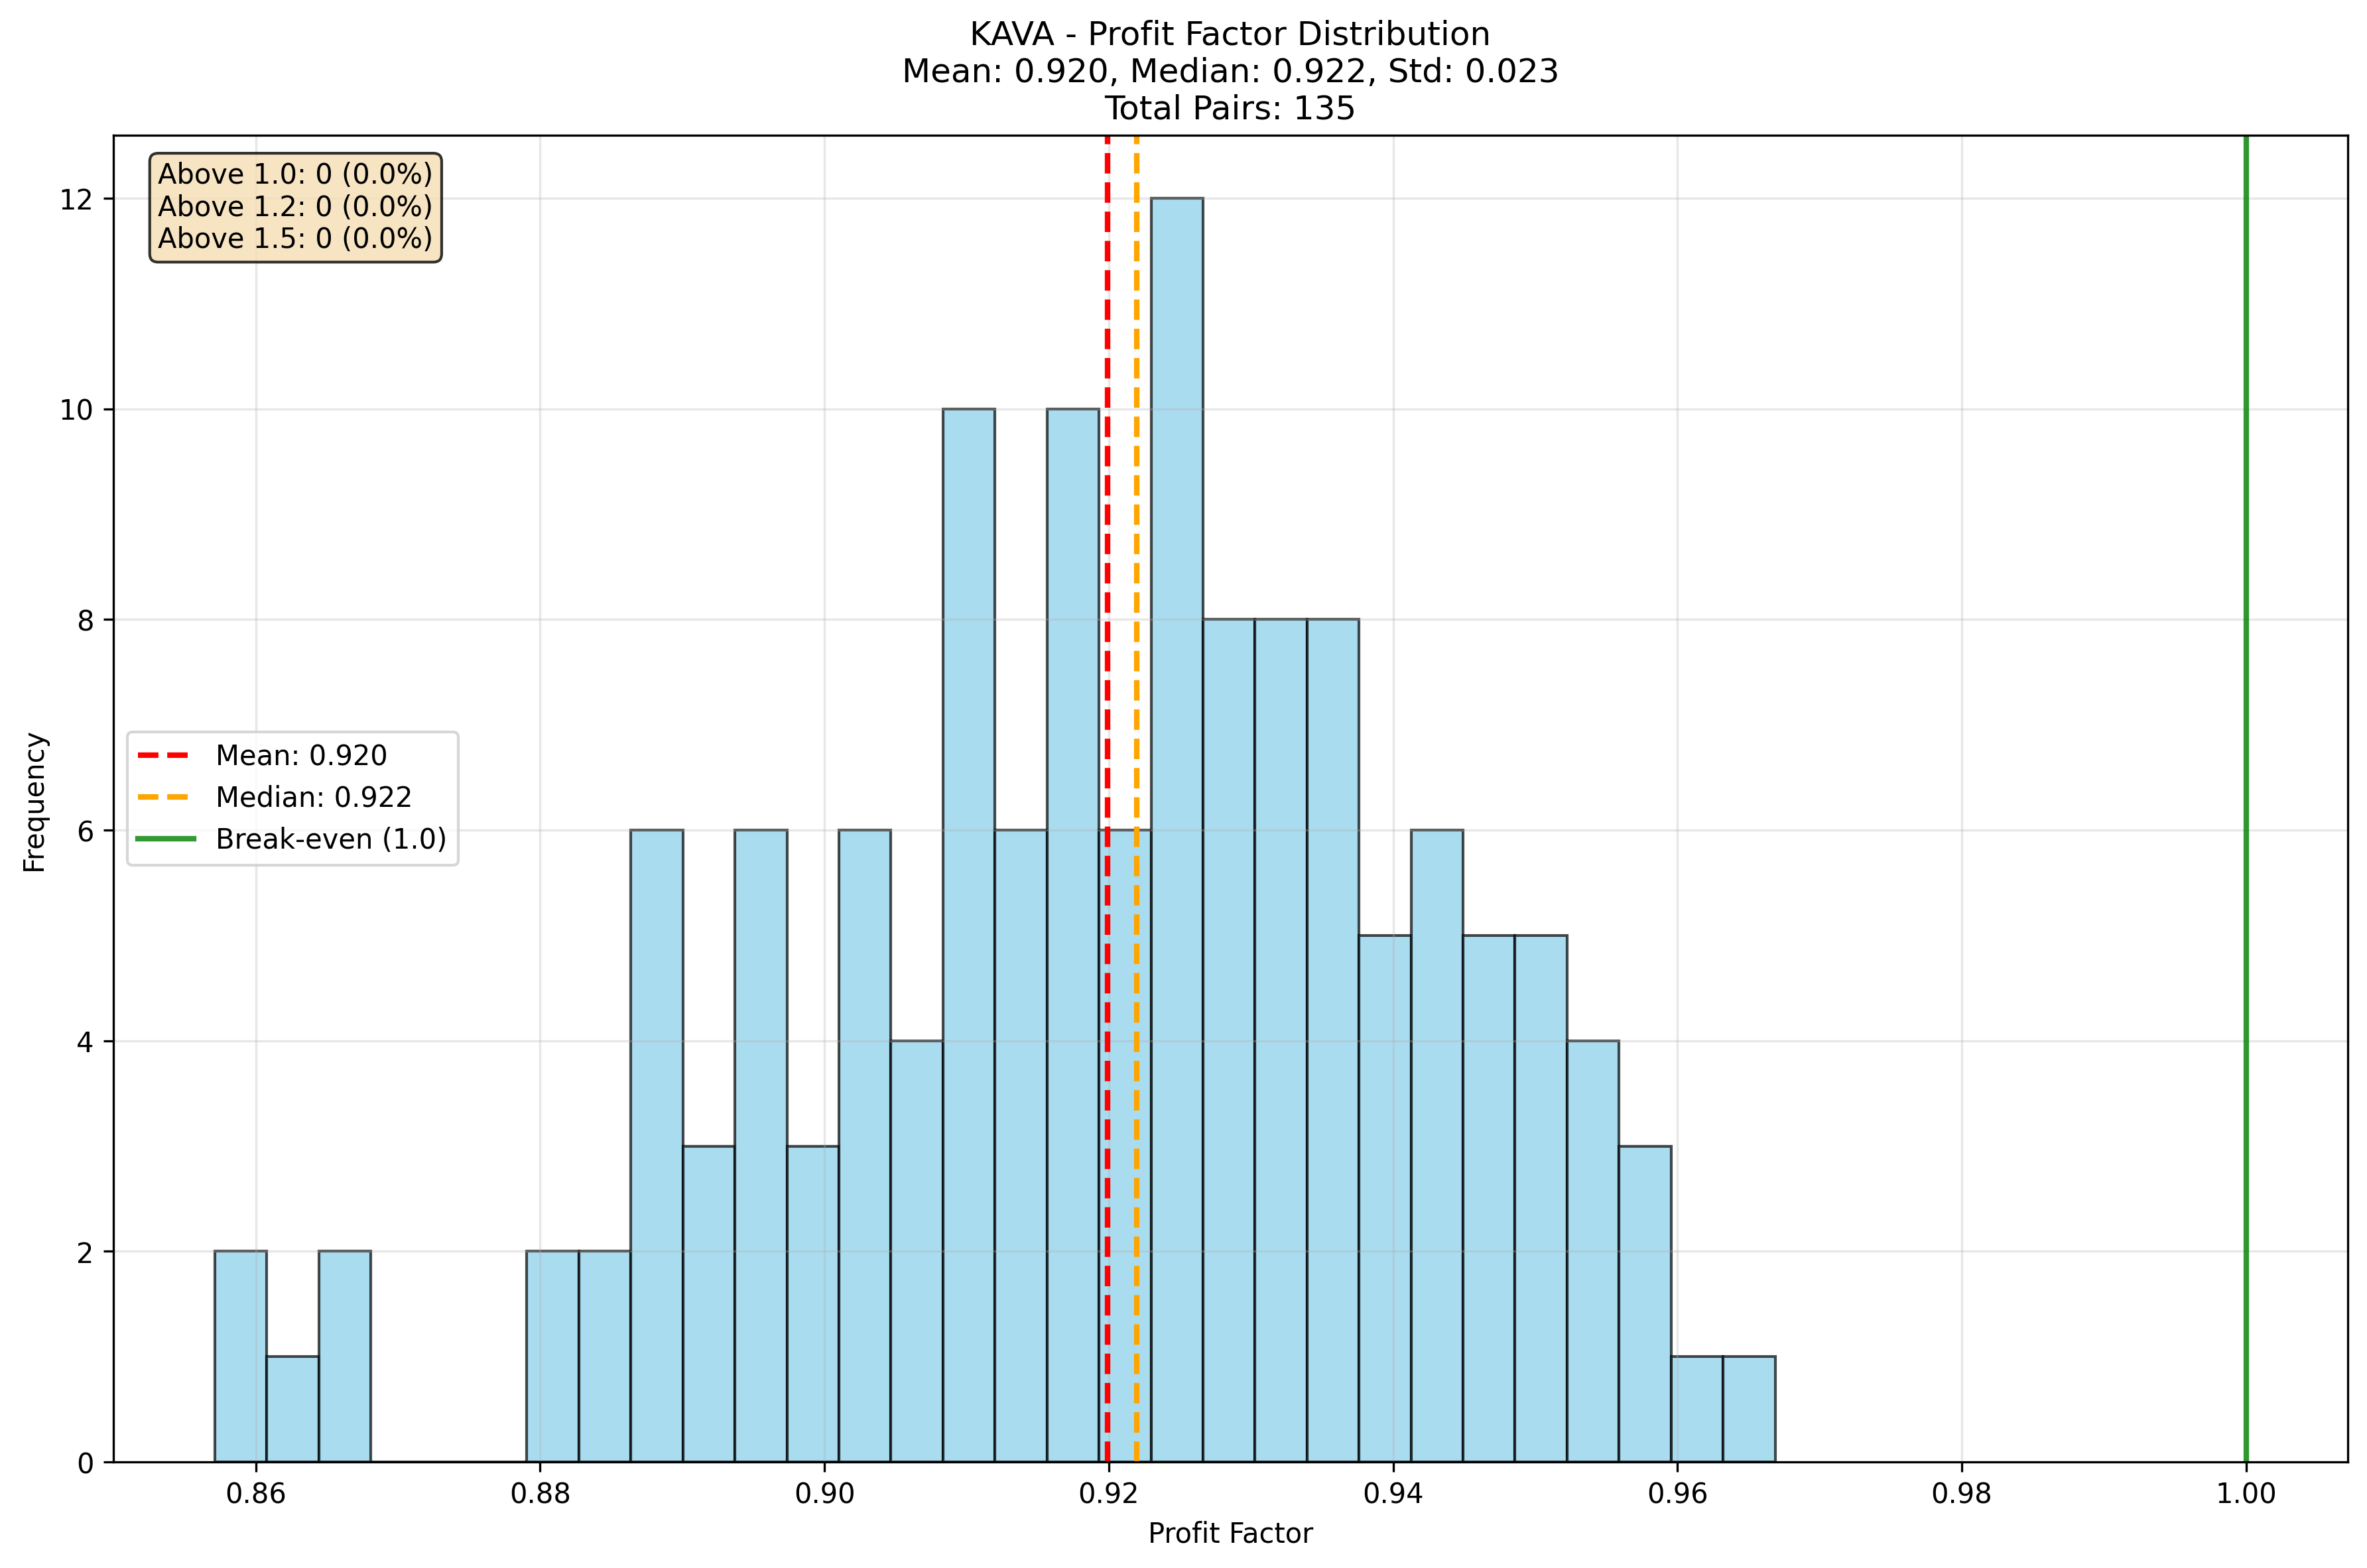 KAVA - Profit Factor Distribution
Mean: 0.920, Median: 0.922, Std: 0.023
Total Pairs: 135
Above 1.0: 0 (0.0%)
Above 1.2: 0 (0.0%)
Above 1.5: 0 (0.0%)
Mean: 0.920
Median: 0.922
Break-even (1.0)
Frequency
12
10
8
6
4
2
0
0.86 0.88 0.90 0.92 0.94 0.96 0.98 1.00
Profit Factor